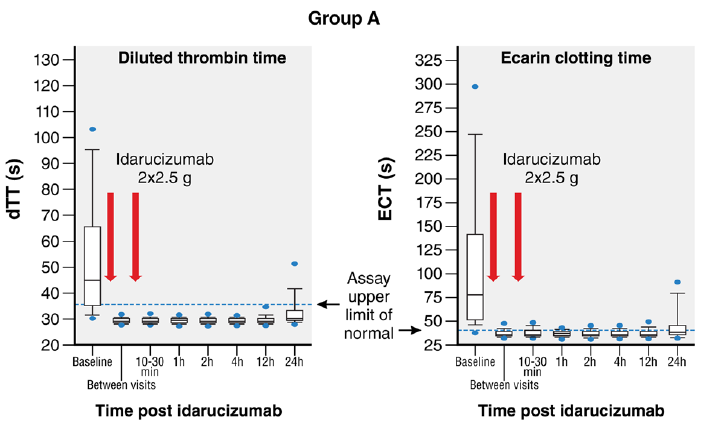 Group A
Diluted thrombin time
dTT (s)
130
120
110
100
90
80
70
60
50
40
30
20
Idarucizumab
2x2.5 g
Baseline
Between visits
10-30
min
1h
2h
4h
12h
24h
Time post idarucizumab
Assay
upper
limit of
normal
Ecarin clotting time
ECT (s)
325
300
275
250
225
200
175
150
125
100
75
50
25
Idarucizumab
2x2.5 g
Baseline
Between visits
10-30
min
1h
2h
4h
12h
24h
Time post idarucizumab